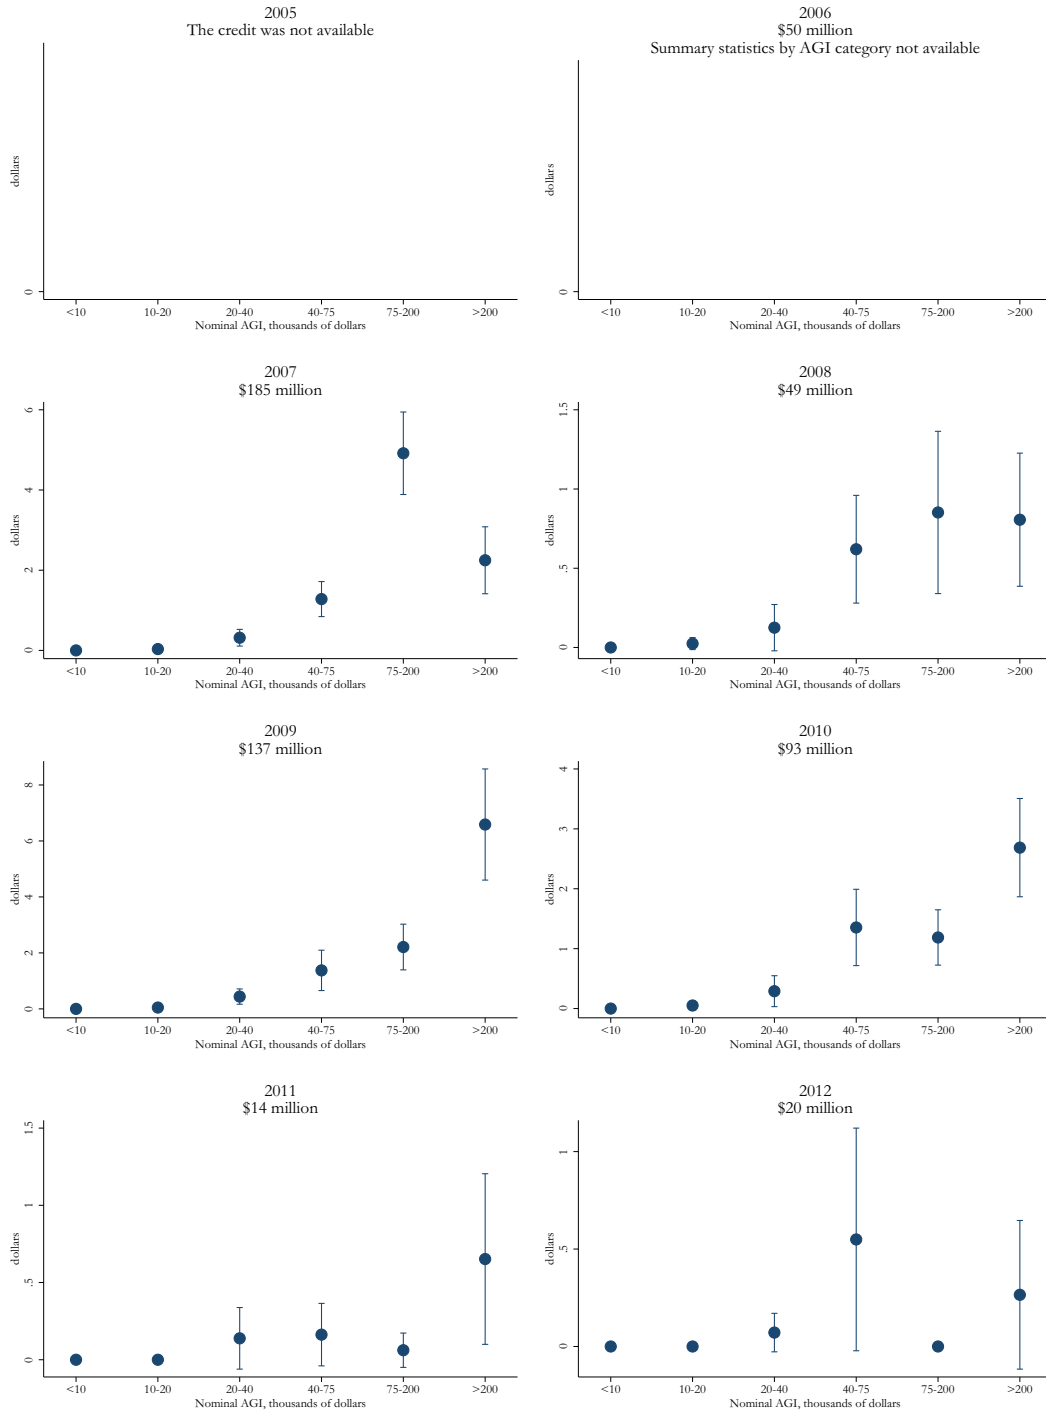 2005
The credit was not available
dollars
0
<10 10-20 20-40 40-75 75-200 >200
Nominal AGI, thousands of dollars
2006
$50 million
Summary statistics by AGI category not available
dollars
0
<10 10-20 20-40 40-75 75-200 >200
Nominal AGI, thousands of dollars
2007
$185 million
dollars
6
4
2
0
<10 10-20 20-40 40-75 75-200 >200
Nominal AGI, thousands of dollars
2008
$49 million
dollars
1.5
1
.5
0
<10 10-20 20-40 40-75 75-200 >200
Nominal AGI, thousands of dollars
2009
$137 million
dollars
8
6
4
2
0
<10 10-20 20-40 40-75 75-200 >200
Nominal AGI, thousands of dollars
2010
$93 million
dollars
4
3
2
1
0
<10 10-20 20-40 40-75 75-200 >200
Nominal AGI, thousands of dollars
2011
$14 million
dollars
1.5
1
.5
0
<10 10-20 20-40 40-75 75-200 >200
Nominal AGI, thousands of dollars
2012
$20 million
dollars
1
.5
0
<10 10-20 20-40 40-75 75-200 >200
Nominal AGI, thousands of dollars